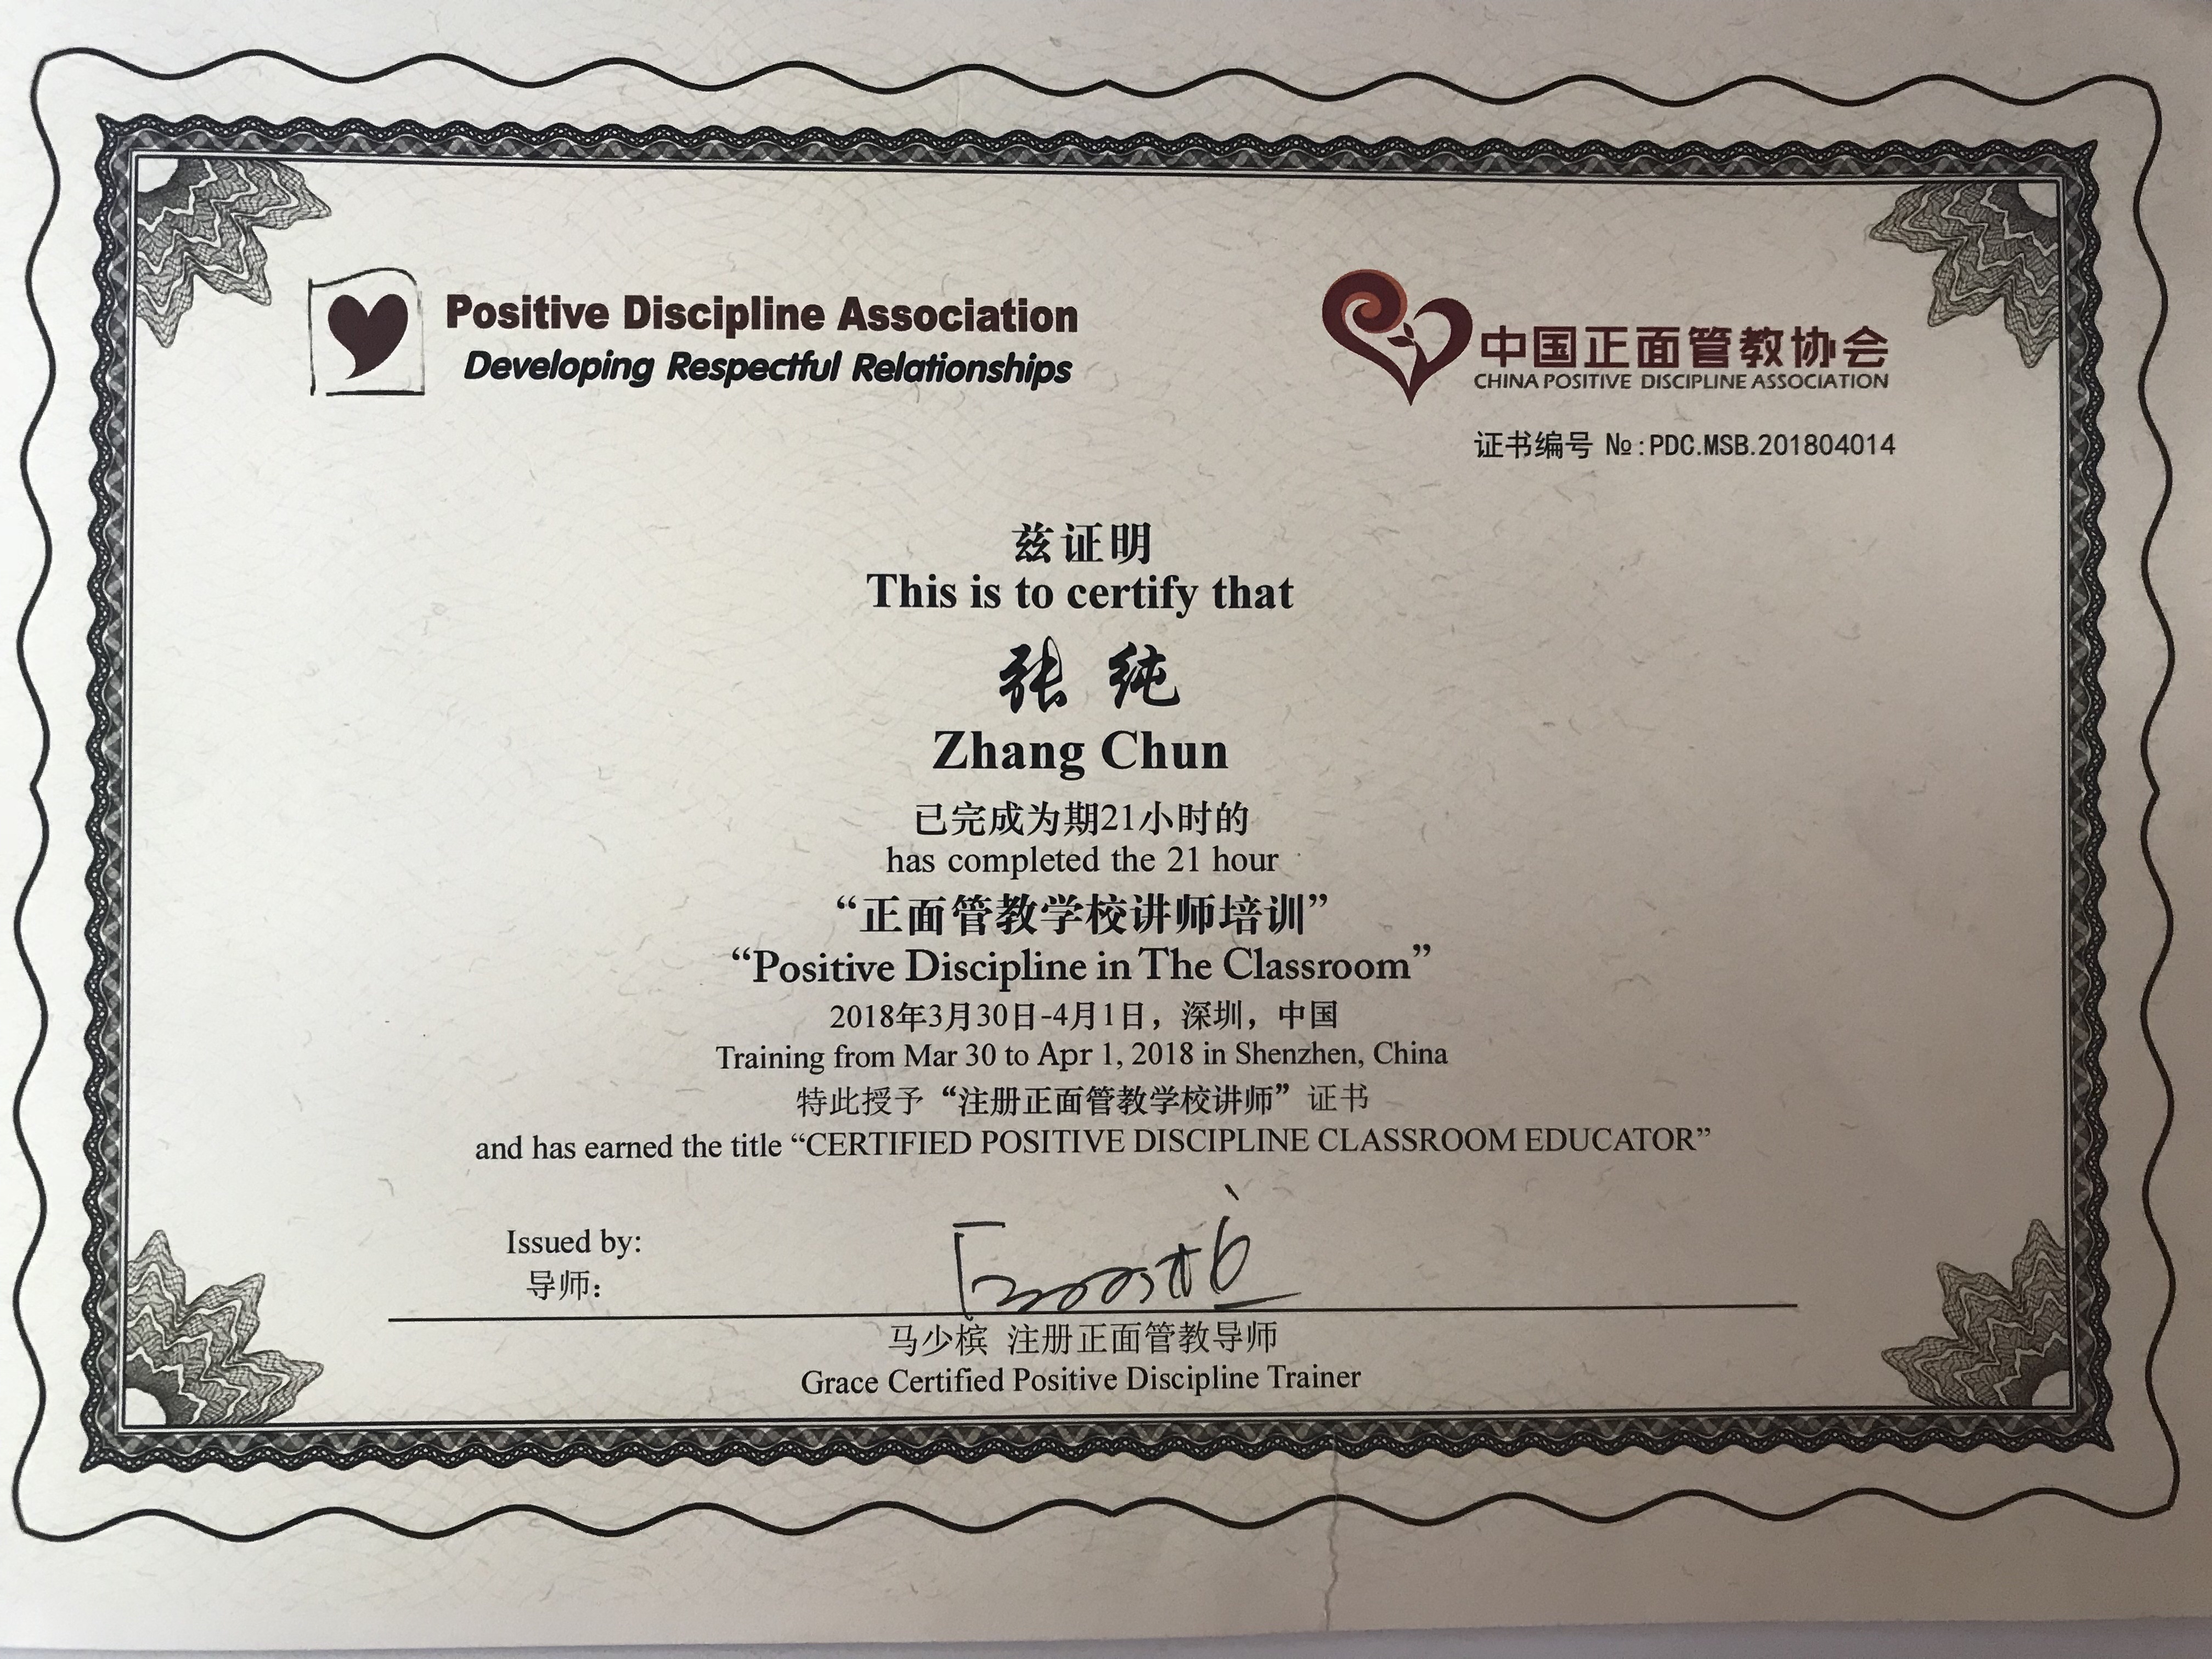 Positive Discipline Association
Developing Respectful Relationships
中国正面管教协会
CHINA POSITIVE DISCIPLINE ASSOCIATION
证书编号 №:PDC.MSB.201804014
兹证明
This is to certify that
张 纯
Zhang Chun
已完成为期21小时的
has completed the 21 hour
“正面管教学校讲师培训”
“Positive Discipline in The Classroom”
2018年3月30日-4月1日，深圳，中国
Training from Mar 30 to Apr 1, 2018 in Shenzhen, China
特此授予“注册正面管教学校讲师”证书
and has earned the title “CERTIFIED POSITIVE DISCIPLINE CLASSROOM EDUCATOR”
Issued by:
导师：
马少槟 注册正面管教导师
Grace Certified Positive Discipline Trainer